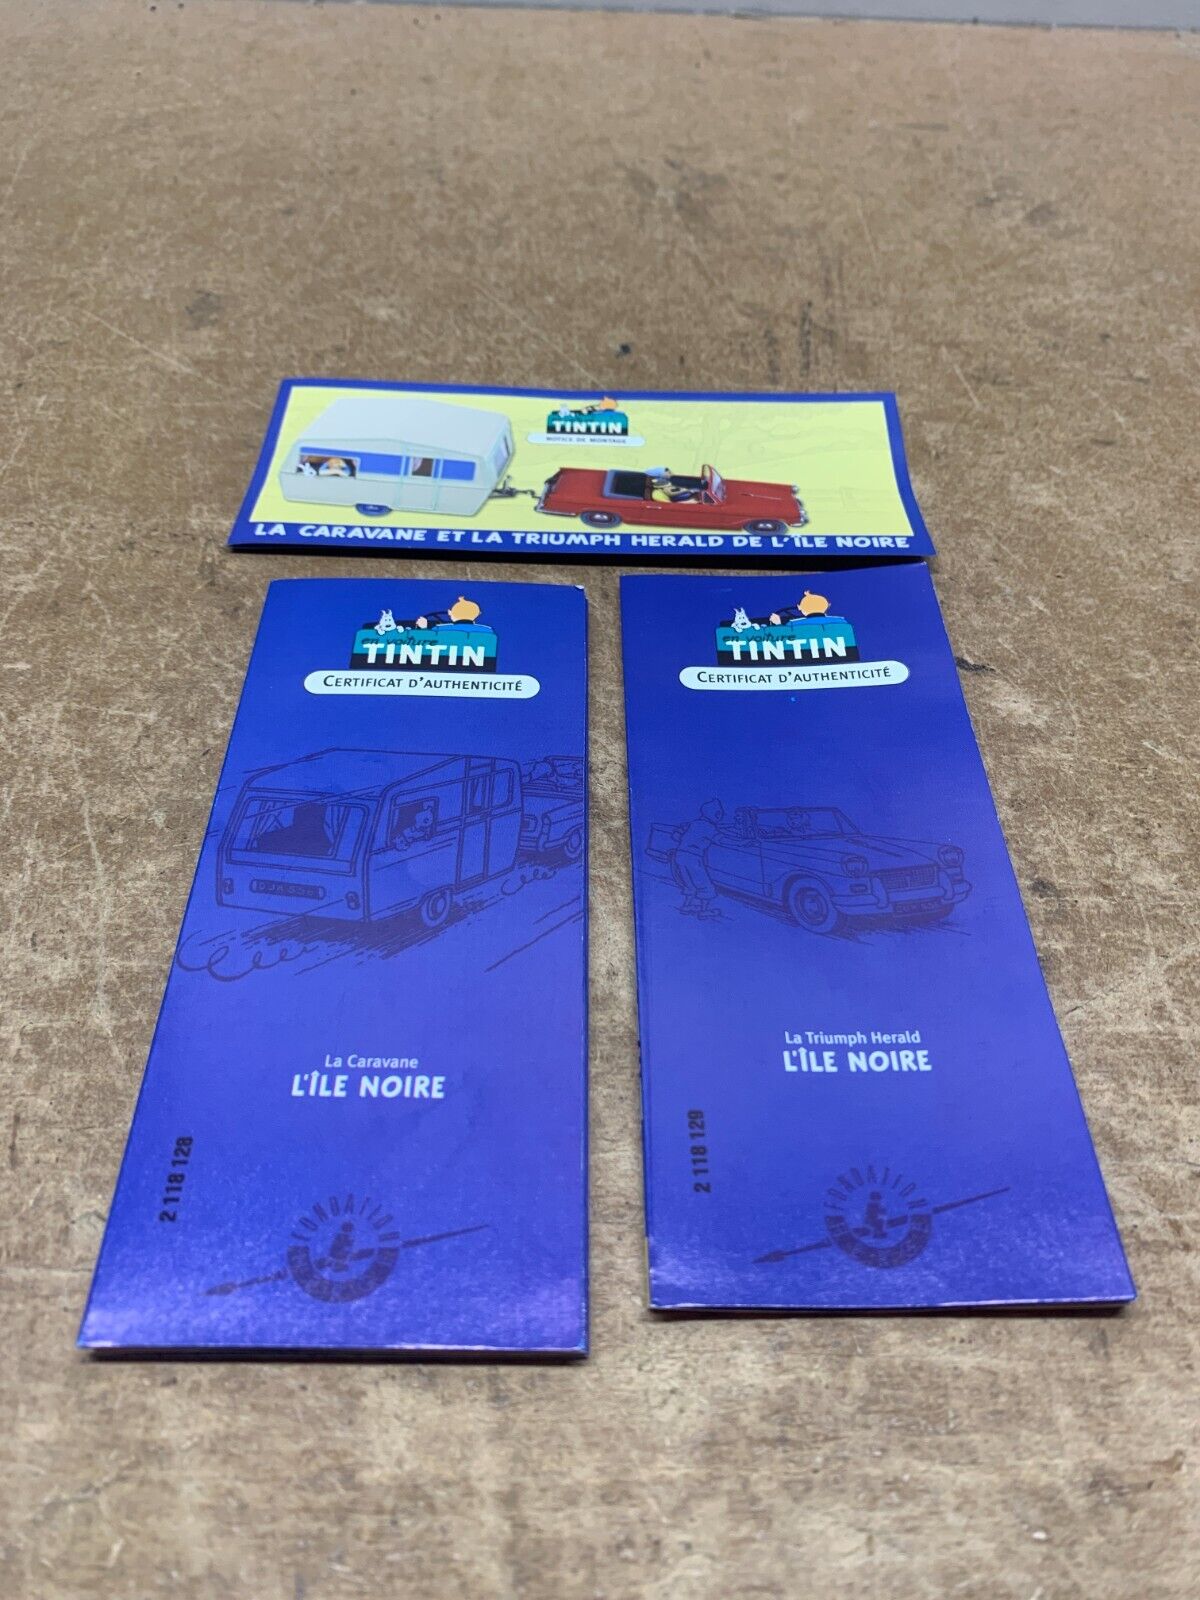 TINTIN
NOTICE DE MONTAGE
LA CARAVANE ET LA TRIUMPH HERALD DE L'ÎLE NOIRE
en voiture
TINTIN
CERTIFICAT D'AUTHENTICITÉ
La Caravane
L'ÎLE NOIRE
2 118 128
FONDATION
en voiture
TINTIN
CERTIFICAT D'AUTHENTICITÉ
La Triumph Herald
L'ÎLE NOIRE
2 118 129
FONDATION